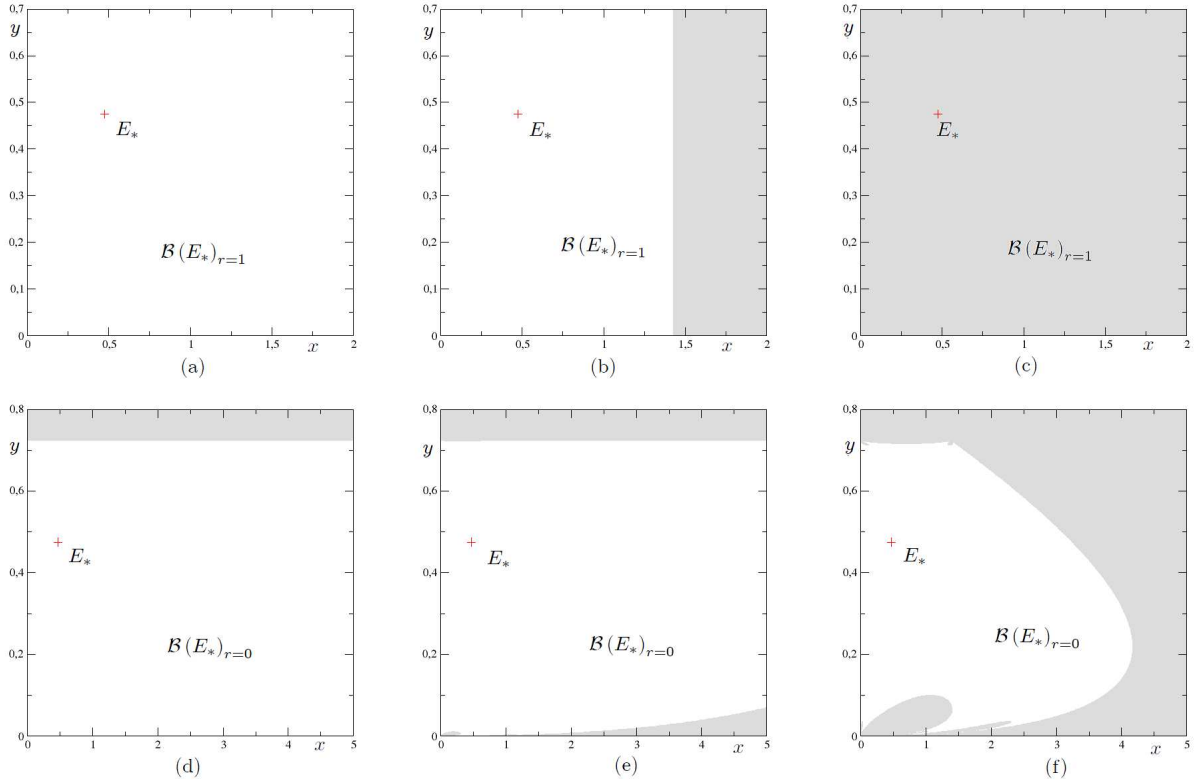 0,7
y
0,6
0,5
0,4
0,3
0,2
0,1
0
E*
B(E*)r=1
0,5 1 1,5 x 2
(a)
0,7
y
0,6
0,5
0,4
0,3
0,2
0,1
0
E*
B(E*)r=1
0 0,5 1 1,5 x 2
(b)
0,7
y
0,6
0,5
0,4
0,3
0,2
0,1
0
E*
B(E*)r=1
0 0,5 1 1,5 x 2
(c)
0,8
y
0,6
0,4
0,2
0
E*
B(E*)r=0
0 1 2 3 4 x 5
(d)
0,8
y
0,6
0,4
0,2
0
E*
B(E*)r=0
0 1 2 3 4 x 5
(e)
0,8
y
0,6
0,4
0,2
0
E*
B(E*)r=0
0 1 2 3 4 x 5
(f)